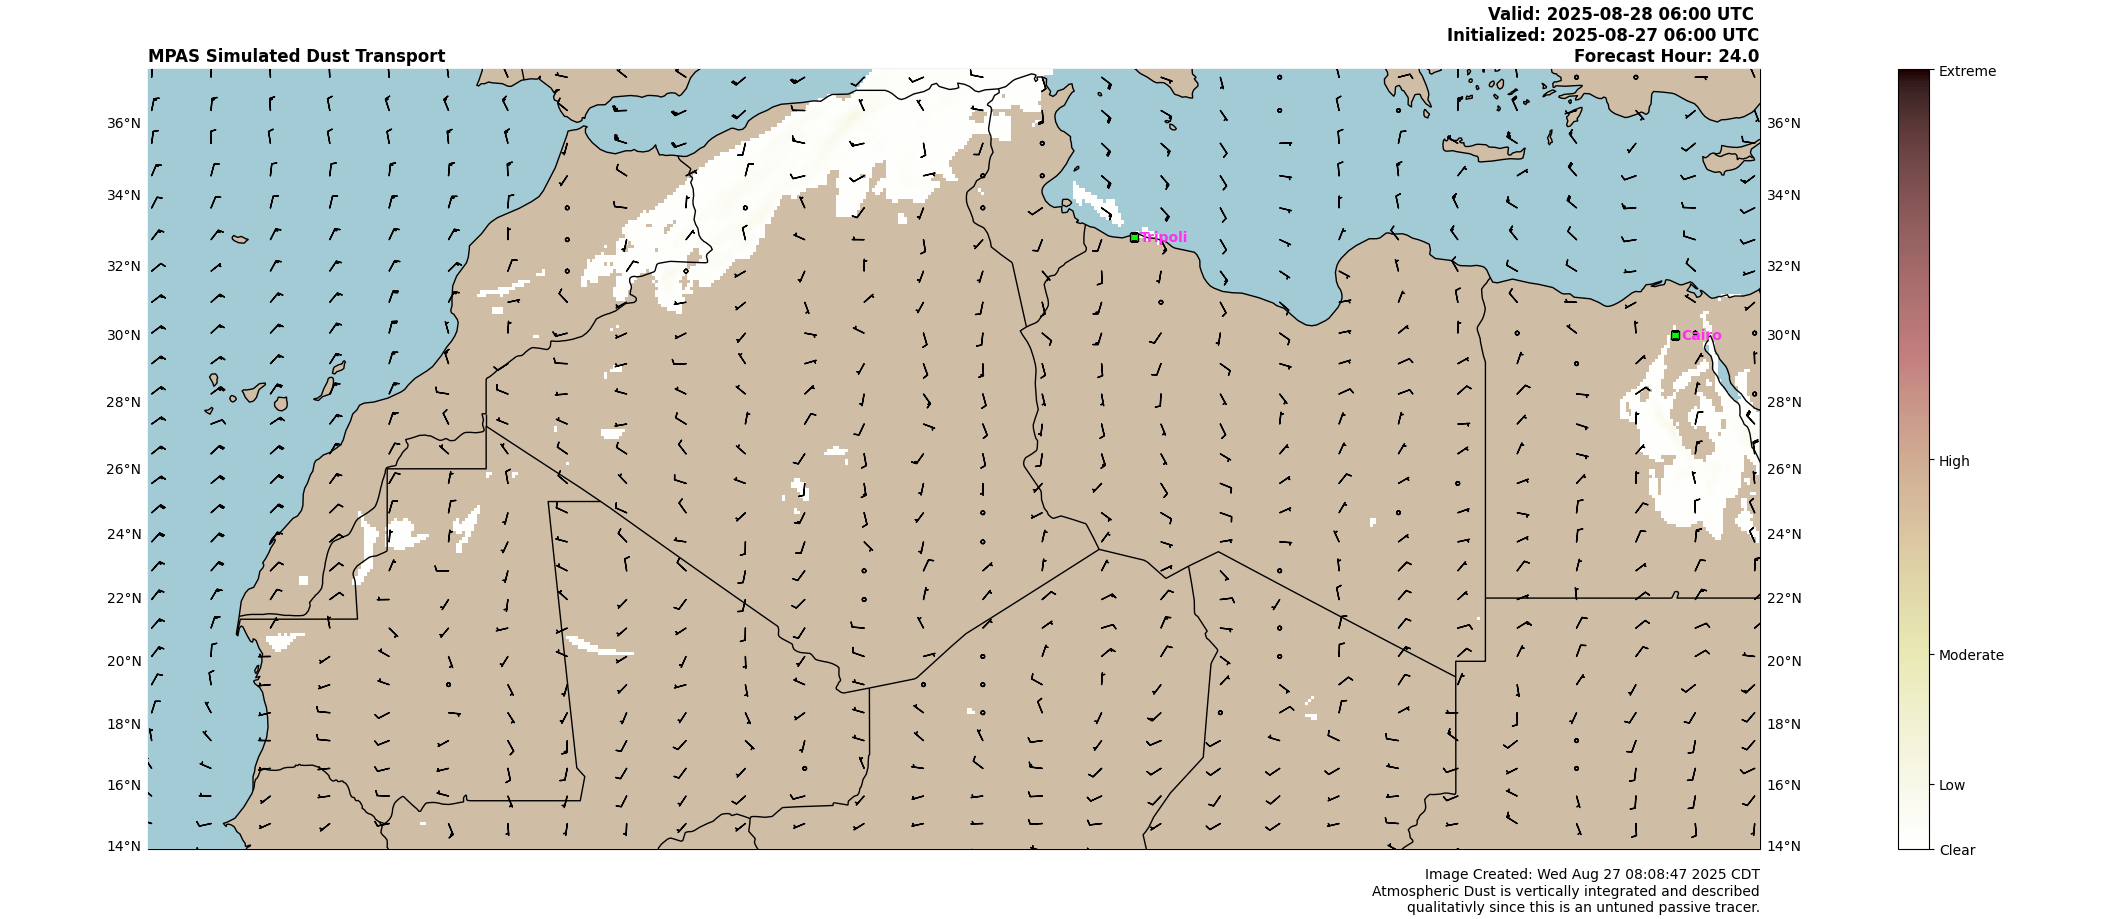 Valid: 2025-08-28 06:00 UTC
Initialized: 2025-08-27 06:00 UTC
MPAS Simulated Dust Transport
Forecast Hour: 24.0
36°N
34°N
32°N
30°N
28°N
26°N
24°N
22°N
20°N
18°N
16°N
14°N
Tripoli
Cairo
36°N
34°N
32°N
30°N
28°N
26°N
24°N
22°N
20°N
18°N
16°N
14°N
Extreme
High
Moderate
Low
Clear
Image Created: Wed Aug 27 08:08:47 2025 CDT
Atmospheric Dust is vertically integrated and described
qualitativly since this is an untuned passive tracer.